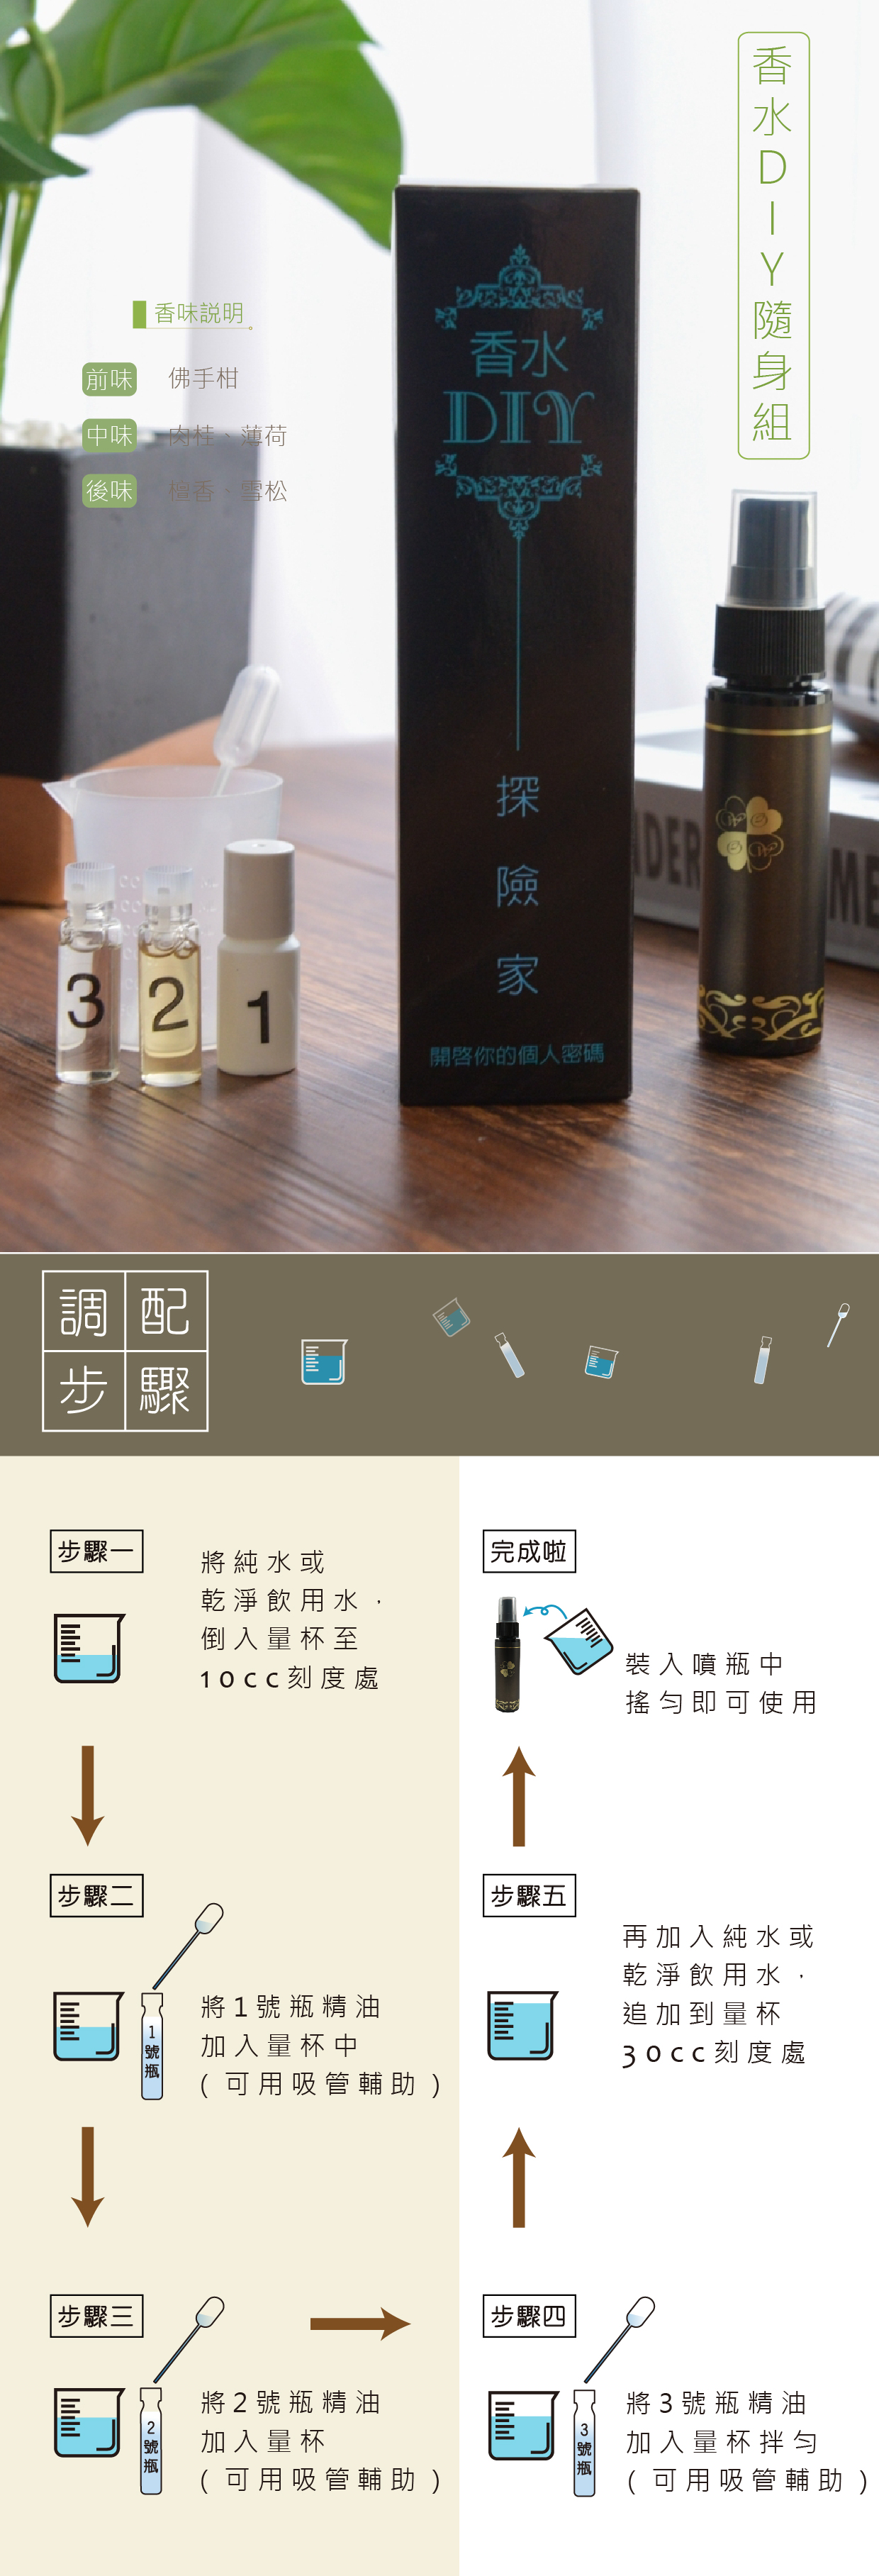 香水DIY隨身組
香味説明
前味 佛手柑
中味 肉桂、薄荷
後味 檀香、雪松
香水
DIY
探險家
開啓你的個人密碼
3
2
1
調配
步驟
步驟一
將純水或
乾淨飲用水，
倒入量杯至
10cc刻度處
步驟二
1號瓶
將1號瓶精油
加入量杯中
(可用吸管輔助)
步驟三
2號瓶
將2號瓶精油
加入量杯
(可用吸管輔助)
步驟四
3號瓶
將3號瓶精油
加入量杯拌勻
(可用吸管輔助)
步驟五
再加入純水或
乾淨飲用水，
追加到量杯
30cc刻度處
完成啦
裝入噴瓶中
搖勻即可使用